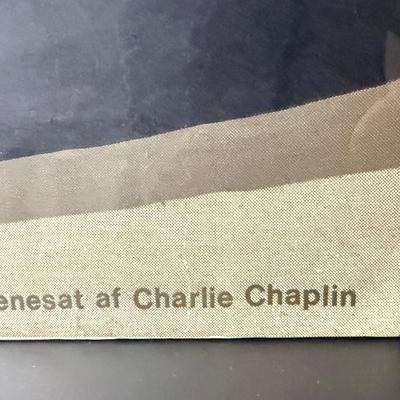 enesat af Charlie Chaplin